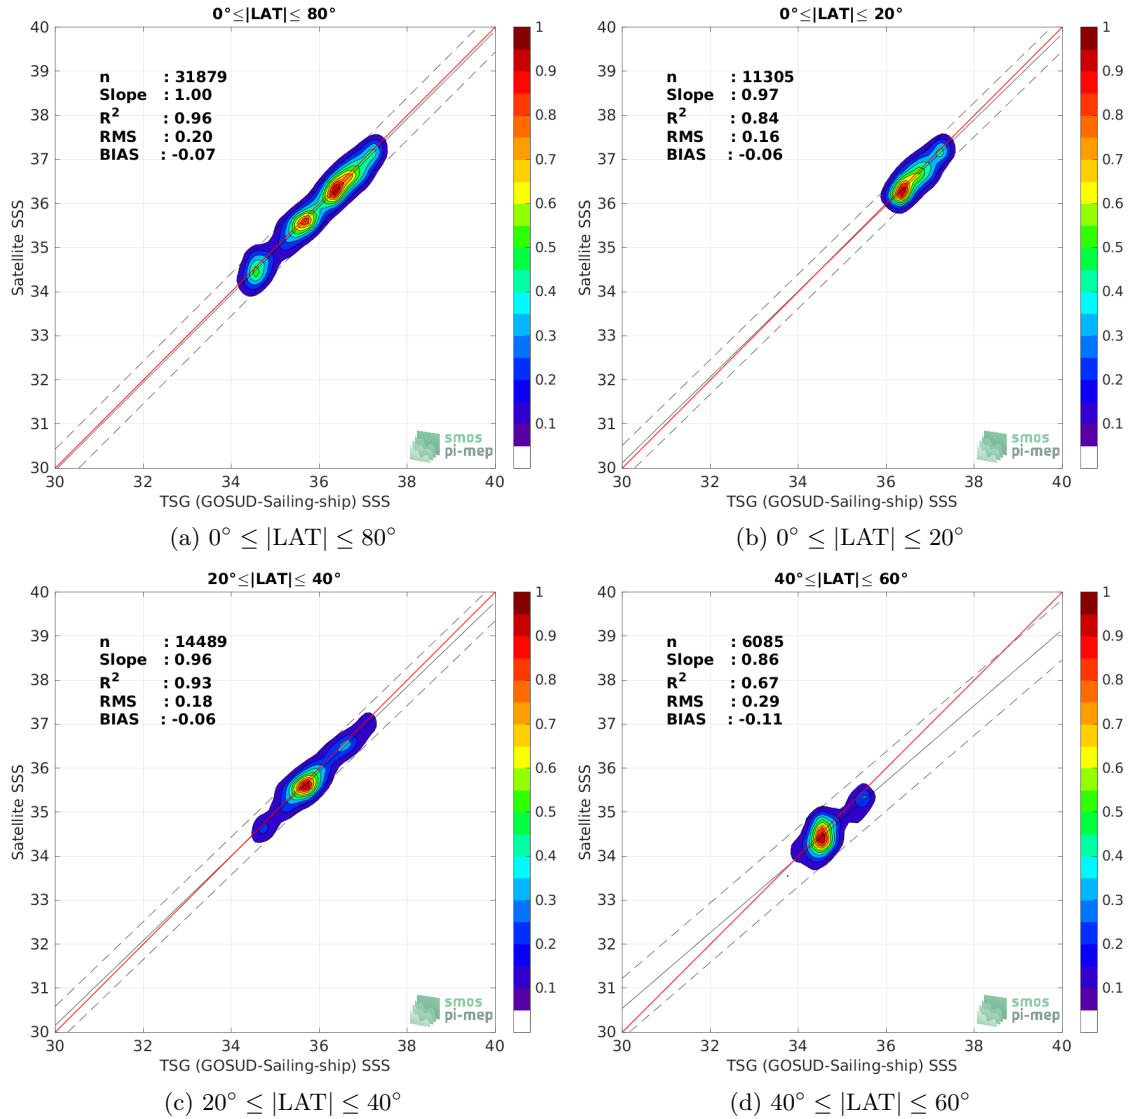 0°≤|LAT|≤ 80°
40
39
38
37
36
35
34
33
32
31
30
Satellite SSS
n : 31879
Slope : 1.00
R² : 0.96
RMS : 0.20
BIAS : -0.07
smos
pi-mep
30 32 34 36 38 40
TSG (GOSUD-Sailing-ship) SSS
1
0.9
0.8
0.7
0.6
0.5
0.4
0.3
0.2
0.1
(a) 0° ≤ |LAT| ≤ 80°
0°≤|LAT|≤ 20°
40
39
38
37
36
35
34
33
32
31
30
Satellite SSS
n : 11305
Slope : 0.97
R² : 0.84
RMS : 0.16
BIAS : -0.06
smos
pi-mep
30 32 34 36 38 40
TSG (GOSUD-Sailing-ship) SSS
1
0.9
0.8
0.7
0.6
0.5
0.4
0.3
0.2
0.1
(b) 0° ≤ |LAT| ≤ 20°
20°≤|LAT|≤ 40°
40
39
38
37
36
35
34
33
32
31
30
Satellite SSS
n : 14489
Slope : 0.96
R² : 0.93
RMS : 0.18
BIAS : -0.06
smos
pi-mep
30 32 34 36 38 40
TSG (GOSUD-Sailing-ship) SSS
1
0.9
0.8
0.7
0.6
0.5
0.4
0.3
0.2
0.1
(c) 20° ≤ |LAT| ≤ 40°
40°≤|LAT|≤ 60°
40
39
38
37
36
35
34
33
32
31
30
Satellite SSS
n : 6085
Slope : 0.86
R² : 0.67
RMS : 0.29
BIAS : -0.11
smos
pi-mep
30 32 34 36 38 40
TSG (GOSUD-Sailing-ship) SSS
1
0.9
0.8
0.7
0.6
0.5
0.4
0.3
0.2
0.1
(d) 40° ≤ |LAT| ≤ 60°